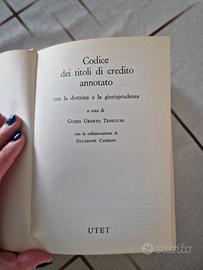 Codice
dei titoli di credito
annotato
con la dottrina e la giurisprudenza
a cura di
Guido Uberto Tedeschi
con la collaborazione di
Giuseppe Carboni
UTET
subito